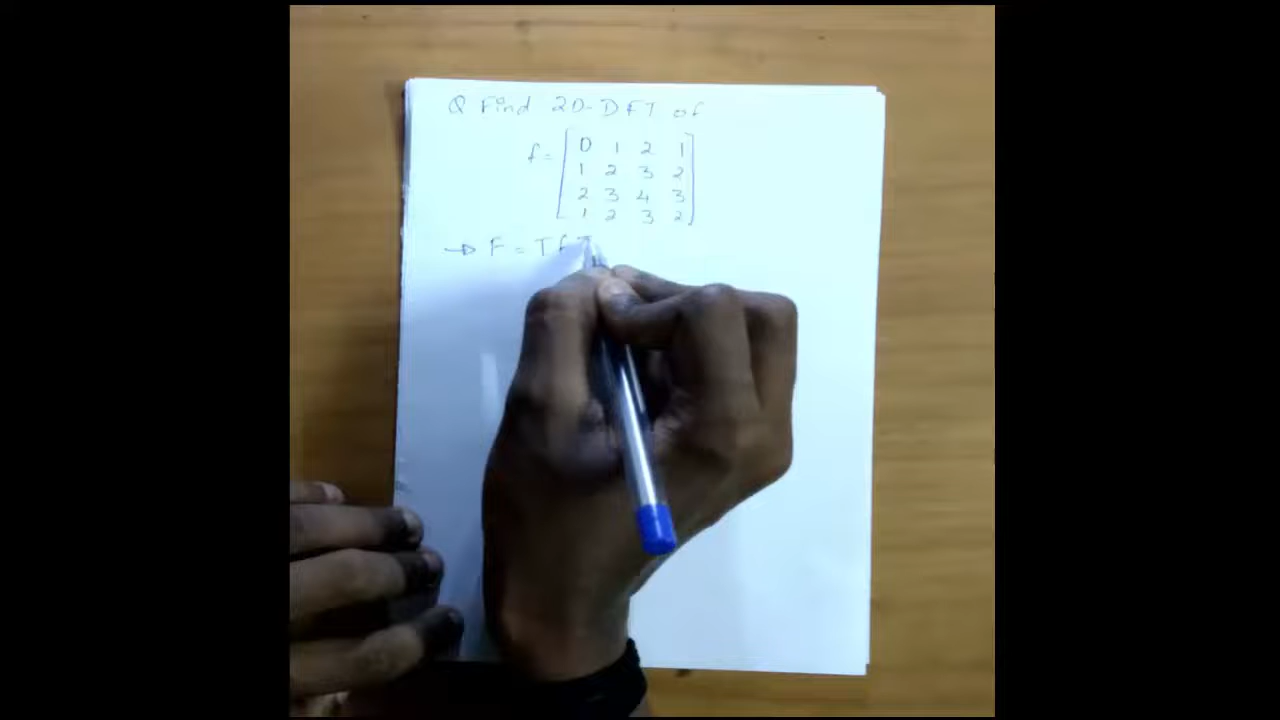 Q Find 2D-DFT of
f = [0 1 2 1
1 2 3 2
2 3 4 3
1 2 3 2]
→ F = T f T